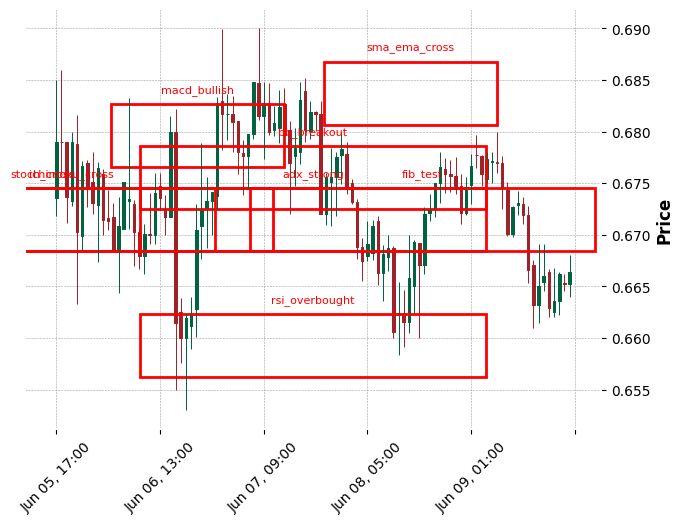 sma_ema_cross
macd_bullish
adx_strong
fib_test
rsi_overbought
0.690
0.685
0.680
0.675
0.670
0.665
0.660
0.655
Price
Jun 05, 17:00
Jun 06, 13:00
Jun 07, 09:00
Jun 08, 05:00
Jun 09, 01:00